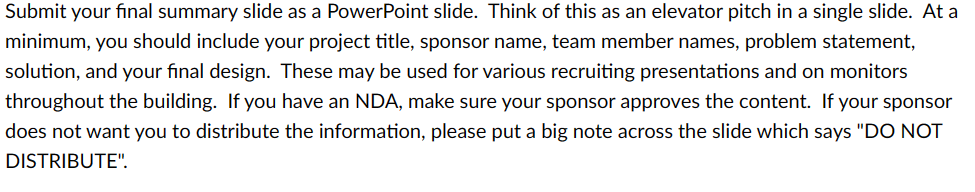 Submit your final summary slide as a PowerPoint slide.  Think of this as an elevator pitch in a single slide.  At a
minimum, you should include your project title, sponsor name, team member names, problem statement,
solution, and your final design.  These may be used for various recruiting presentations and on monitors
throughout the building.  If you have an NDA, make sure your sponsor approves the content.  If your sponsor
does not want you to distribute the information, please put a big note across the slide which says "DO NOT
DISTRIBUTE".